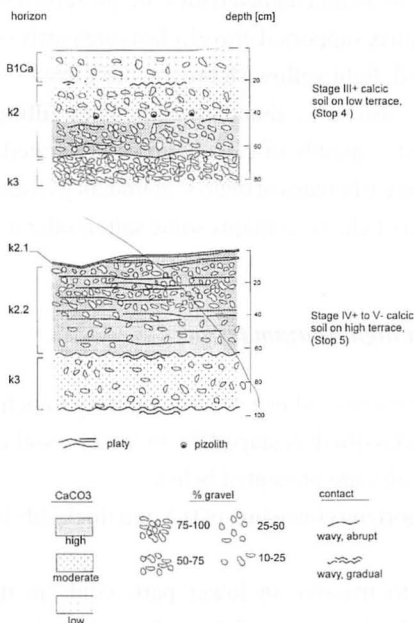 horizon depth [cm]
B1Ca
20
k2
40
60
k3
80
Stage III+ calcic
soil on low terrace,
(Stop 4 )
k2.1
20
k2.2
40
60
k3
80
100
Stage IV+ to V- calcic
soil on high terrace,
(Stop 5)
platy pizolith
CaCO3 % gravel contact
high 75-100 25-50 wavy, abrupt
moderate 50-75 10-25 wavy, gradual
low